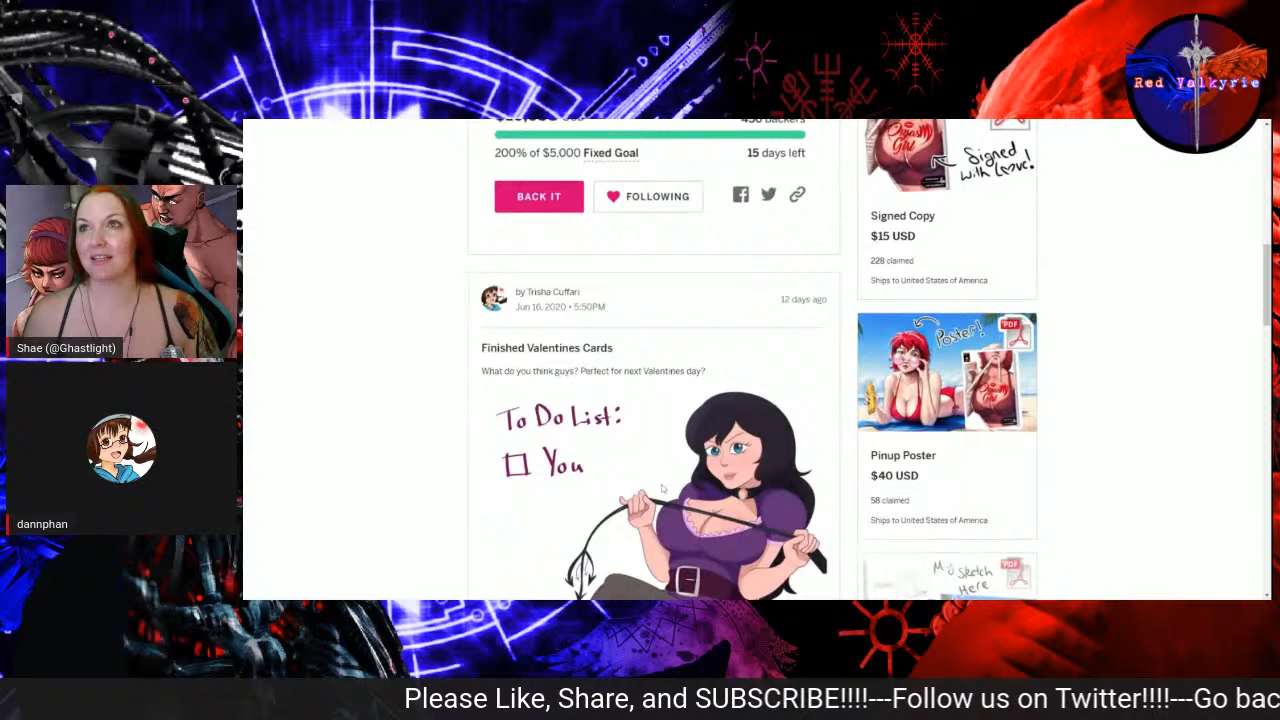 Red Valkyrie
BACKERS
200% of $5,000 Fixed Goal
15 days left
BACK IT
FOLLOWING
by Trisha Cuffari
Jun 16, 2020 • 5:50PM
12 days ago
Finished Valentines Cards
What do you think guys? Perfect for next Valentines day?
To Do List:
You
Signed
with Love!
Signed Copy
$15 USD
228 claimed
Ships to United States of America
Poster!
PDF
Pinup Poster
$40 USD
58 claimed
Ships to United States of America
My Sketch
Here
PDF
Shae (@Ghastlight)
dannphan
Please Like, Share, and SUBSCRIBE!!!!---Follow us on Twitter!!!!---Go bac